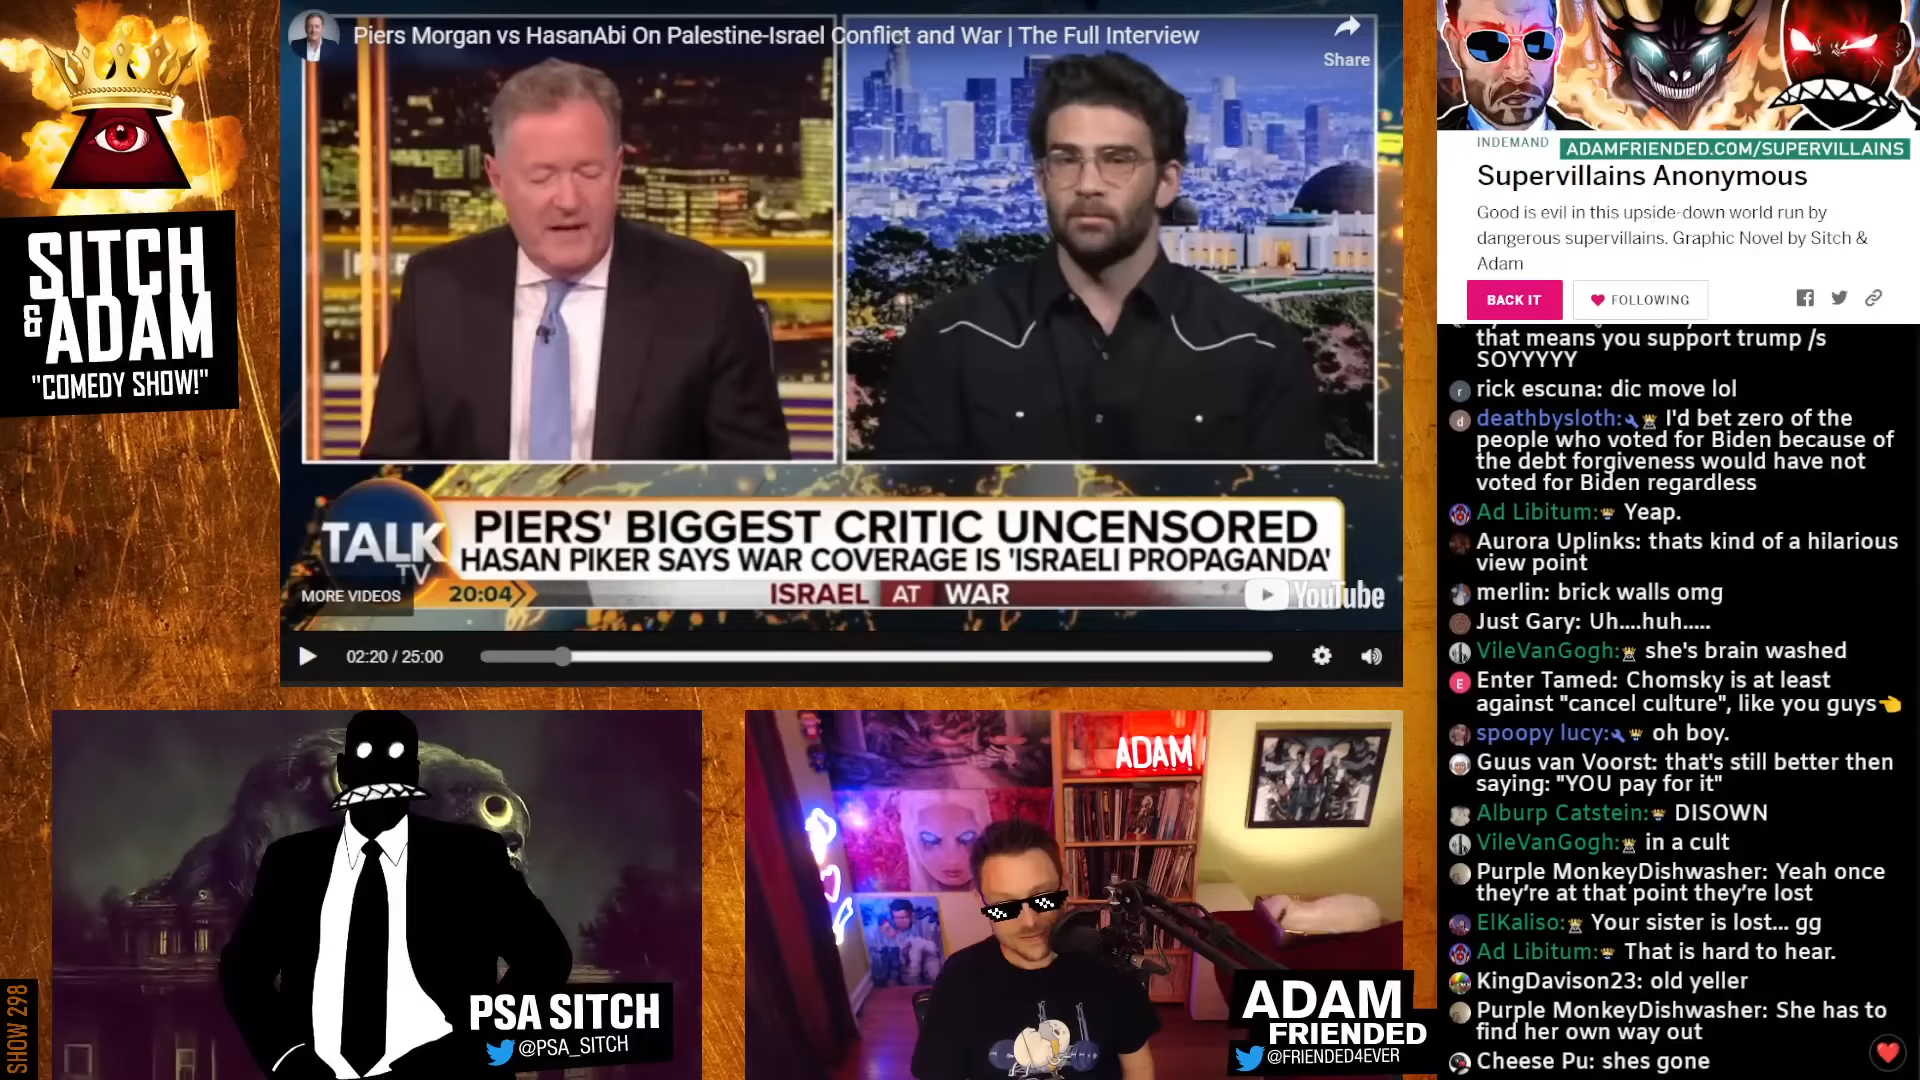 Piers Morgan vs HasanAbi On Palestine-Israel Conflict and War | The Full Interview
Share
SITCH
& ADAM
"COMEDY SHOW!"
PIERS' BIGGEST CRITIC UNCENSORED
HASAN PIKER SAYS WAR COVERAGE IS 'ISRAELI PROPAGANDA'
TALK
TV
MORE VIDEOS
20:04
ISRAEL AT WAR
YouTube
02:20 / 25:00
INDEMAND
ADAMFRIENDED.COM/SUPERVILLAINS
Supervillains Anonymous
Good is evil in this upside-down world run by
dangerous supervillains. Graphic Novel by Sitch &
Adam
BACK IT
FOLLOWING
that means you support trump /s
SOYYYYY
rick escuna: dic move lol
deathbysloth: I'd bet zero of the
people who voted for Biden because of
the debt forgiveness would have not
voted for Biden regardless
Ad Libitum: Yeap.
Aurora Uplinks: thats kind of a hilarious
view point
merlin: brick walls omg
Just Gary: Uh....huh.....
VileVanGogh: she's brain washed
Enter Tamed: Chomsky is at least
against "cancel culture", like you guys👈
spoopy lucy: oh boy.
Guus van Voorst: that's still better then
saying: "YOU pay for it"
Alburp Catstein: DISOWN
VileVanGogh: in a cult
Purple MonkeyDishwasher: Yeah once
they're at that point they're lost
ElKaliso: Your sister is lost... gg
Ad Libitum: That is hard to hear.
KingDavison23: old yeller
Purple MonkeyDishwasher: She has to
find her own way out
Cheese Pu: shes gone
SHOW 298
PSA SITCH
@PSA_SITCH
ADAM
ADAM
FRIENDED
@FRIENDED4EVER